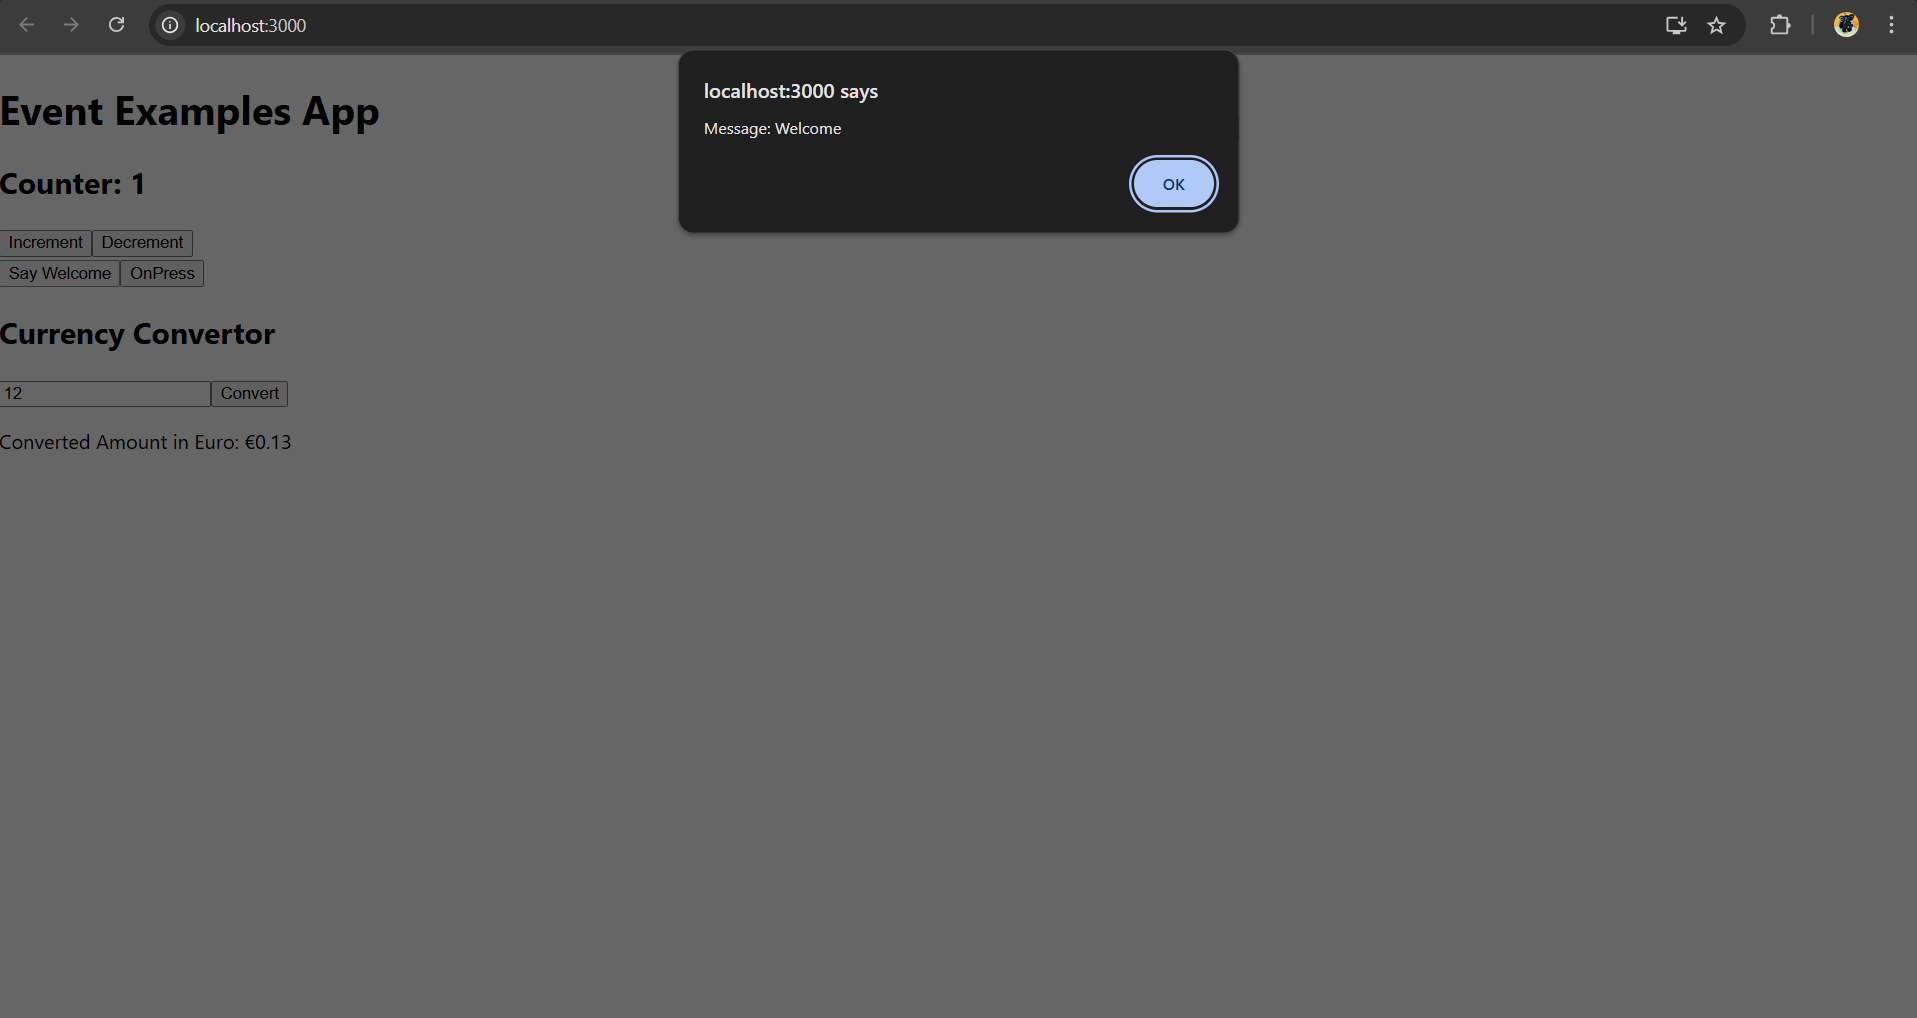 localhost:3000
localhost:3000 says
Message: Welcome
OK
Event Examples App
Counter: 1
Increment Decrement
Say Welcome OnPress
Currency Convertor
12 Convert
Converted Amount in Euro: €0.13